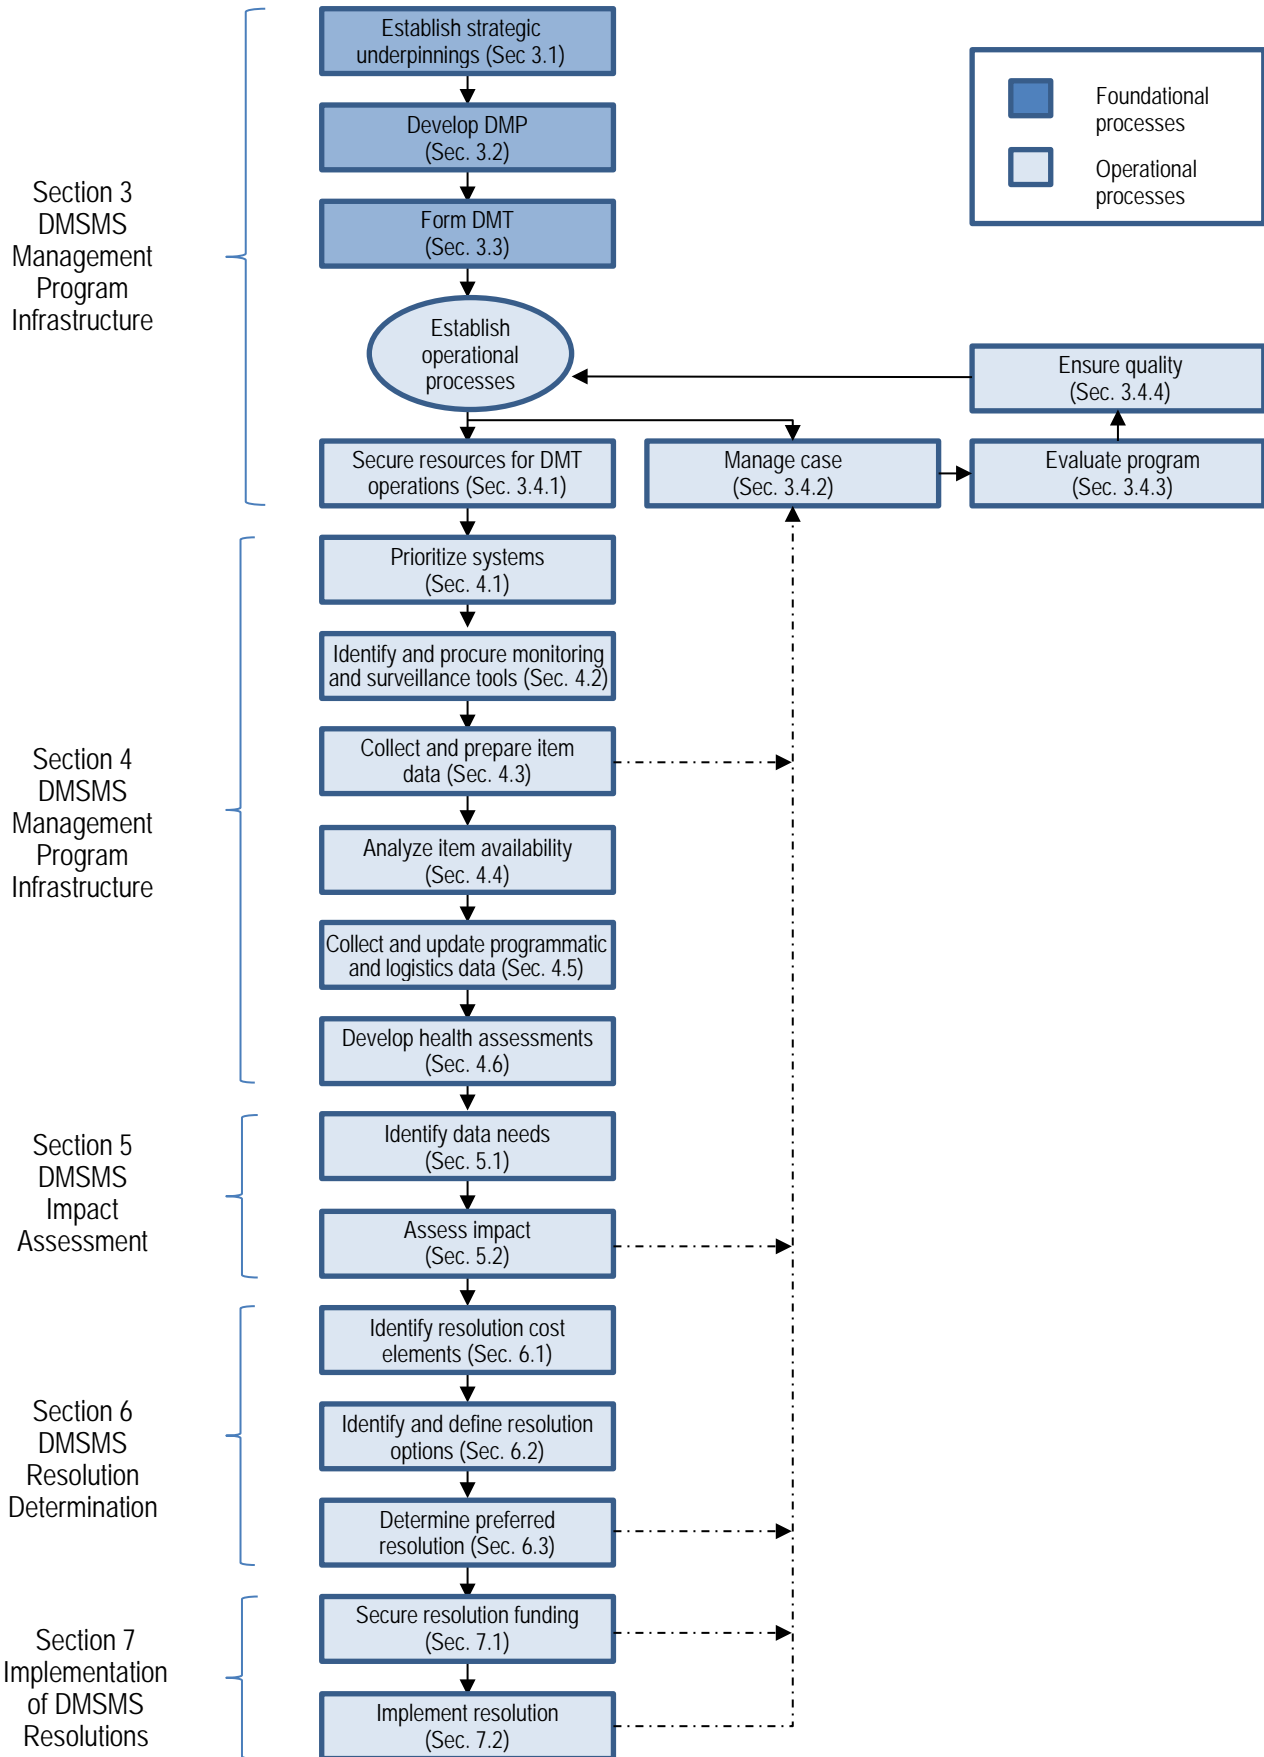 Establish strategic
underpinnings (Sec 3.1)
Develop DMP
(Sec. 3.2)
Form DMT
(Sec. 3.3)
Establish
operational
processes
Foundational
processes
Operational
processes
Section 3
DMSMS
Management
Program
Infrastructure
Ensure quality
(Sec. 3.4.4)
Secure resources for DMT
operations (Sec. 3.4.1)
Manage case
(Sec. 3.4.2)
Evaluate program
(Sec. 3.4.3)
Section 4
DMSMS
Management
Program
Infrastructure
Prioritize systems
(Sec. 4.1)
Identify and procure monitoring
and surveillance tools (Sec. 4.2)
Collect and prepare item
data (Sec. 4.3)
Analyze item availability
(Sec. 4.4)
Collect and update programmatic
and logistics data (Sec. 4.5)
Develop health assessments
(Sec. 4.6)
Section 5
DMSMS
Impact
Assessment
Identify data needs
(Sec. 5.1)
Assess impact
(Sec. 5.2)
Section 6
DMSMS
Resolution
Determination
Identify resolution cost
elements (Sec. 6.1)
Identify and define resolution
options (Sec. 6.2)
Determine preferred
resolution (Sec. 6.3)
Section 7
Implementation
of DMSMS
Resolutions
Secure resolution funding
(Sec. 7.1)
Implement resolution
(Sec. 7.2)